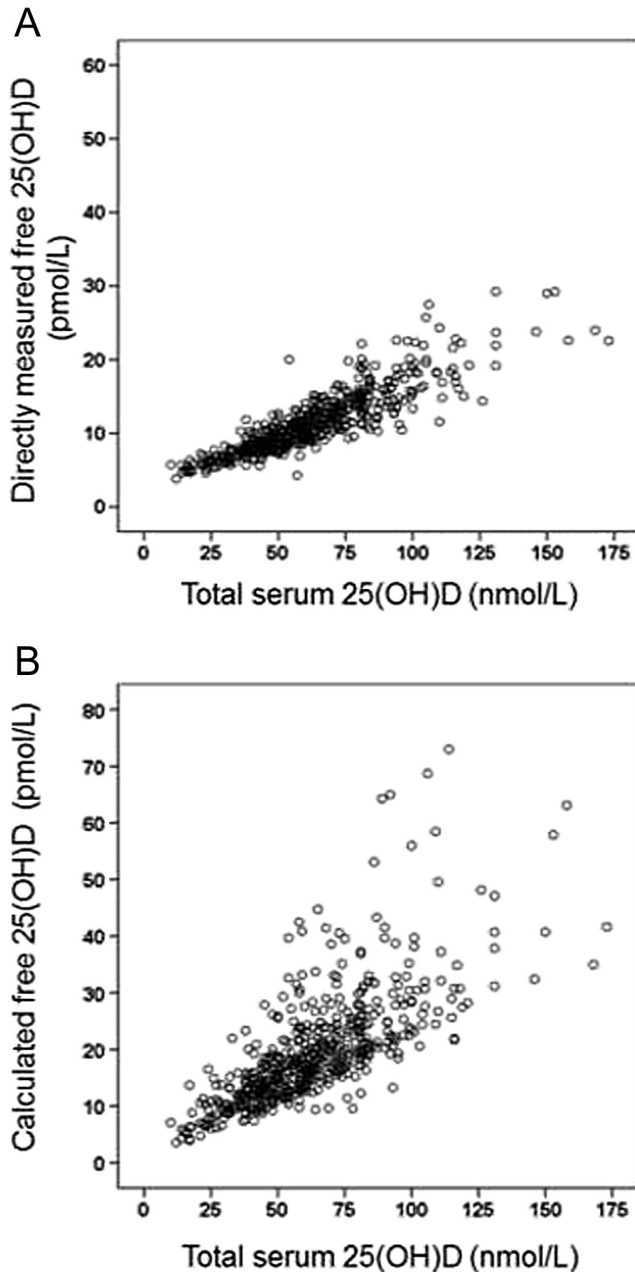 A
Directly measured free 25(OH)D
(pmol/L)
60
50
40
30
20
10
0
0 25 50 75 100 125 150 175
Total serum 25(OH)D (nmol/L)
B
Calculated free 25(OH)D (pmol/L)
80
70
60
50
40
30
20
10
0
0 25 50 75 100 125 150 175
Total serum 25(OH)D (nmol/L)